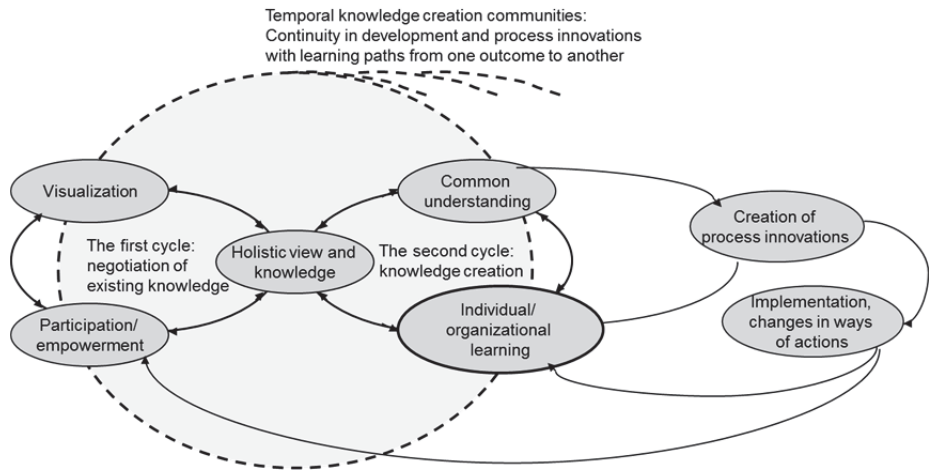 Temporal knowledge creation communities:
Continuity in development and process innovations
with learning paths from one outcome to another
Visualization
Common
understanding
Creation of
process innovations
The first cycle:
negotiation of
existing knowledge
Holistic view and
knowledge
The second cycle:
knowledge creation
Participation/
empowerment
Individual/
organizational
learning
Implementation,
changes in ways
of actions